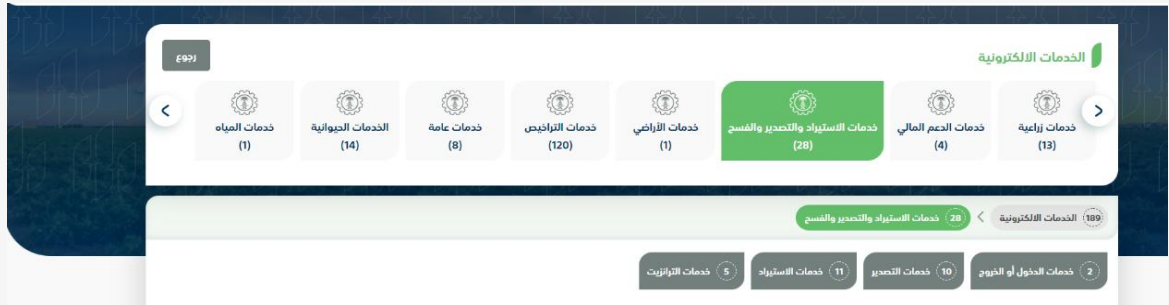 الخدمات الالكترونية
رجوع
خدمات زراعية
(13)
خدمات الدعم المالي
(4)
خدمات الاستيراد والتصدير والفسح
(28)
خدمات الأراضي
(1)
خدمات التراخيص
(120)
خدمات عامة
(8)
الخدمات الحيوانية
(14)
خدمات المياه
(1)
189 الخدمات الالكترونية > 28 خدمات الاستيراد والتصدير والفسح
2 خدمات الدخول أو الخروج 10 خدمات التصدير 11 خدمات الاستيراد 5 خدمات الترانزيت